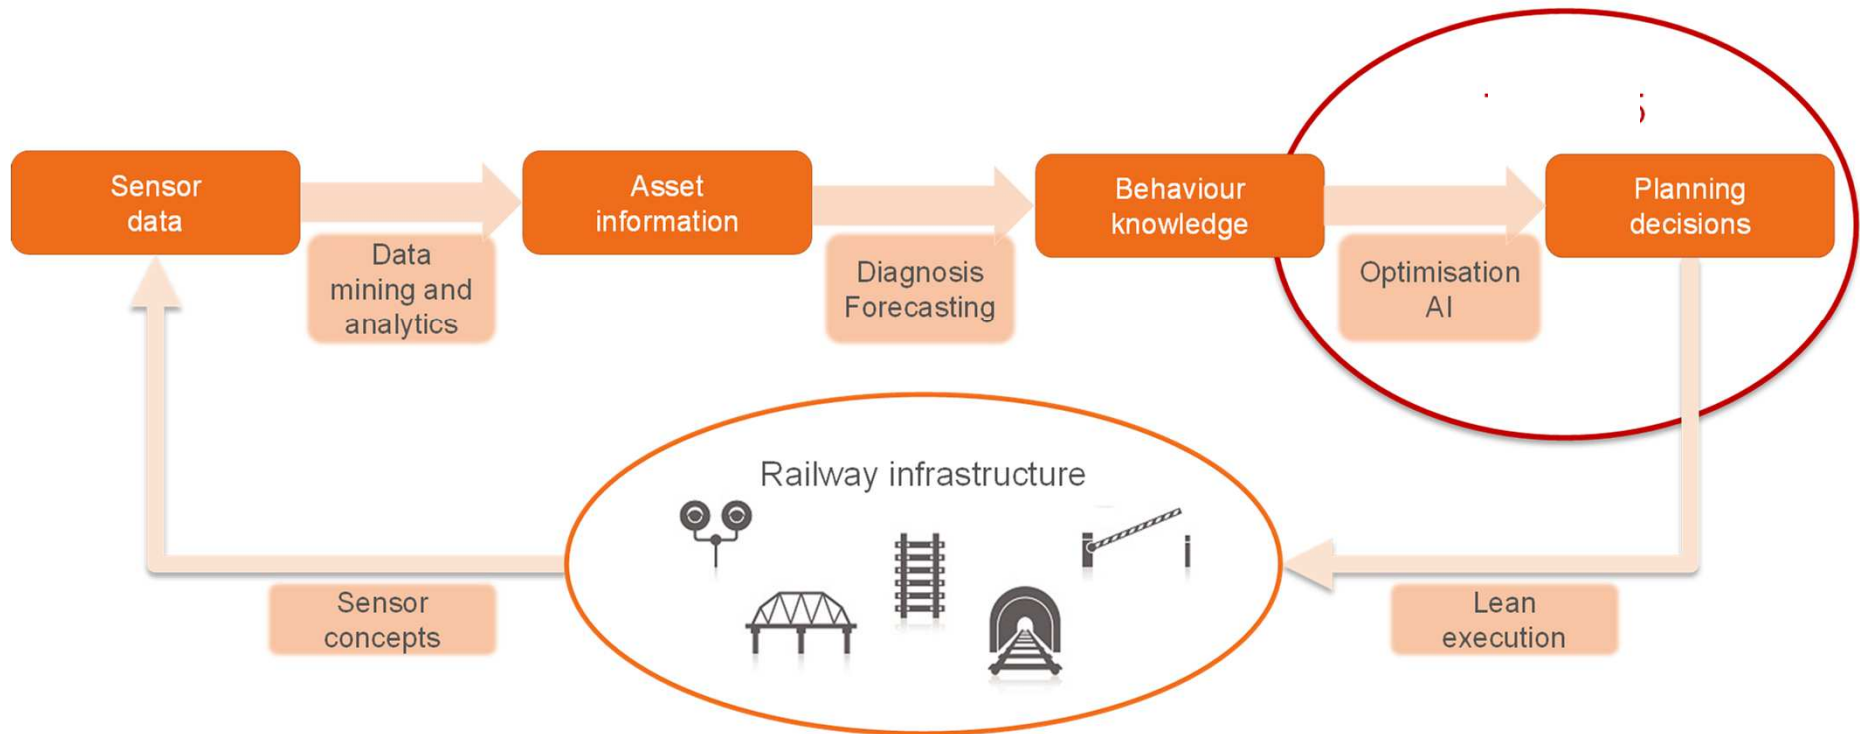 Sensor
data
Asset
information
Behaviour
knowledge
Planning
decisions
Data
mining and
analytics
Diagnosis
Forecasting
Optimisation
AI
Railway infrastructure
Sensor
concepts
Lean
execution